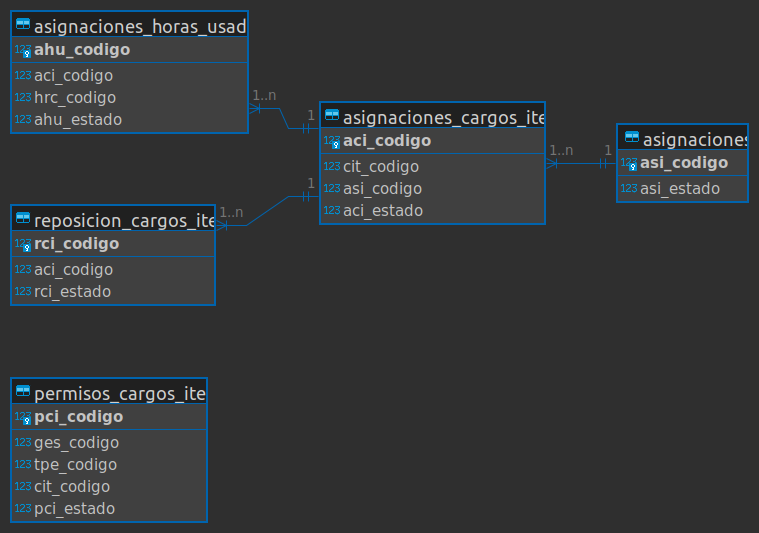 asignaciones_horas_usad
123 ahu_codigo
123 aci_codigo
123 hrc_codigo
123 ahu_estado
1..n
1
asignaciones_cargos_ite
123 aci_codigo
123 cit_codigo
123 asi_codigo
123 aci_estado
1..n
1
asignaciones
123 asi_codigo
123 asi_estado
1
1..n
reposicion_cargos_ite
123 rci_codigo
123 aci_codigo
123 rci_estado
permisos_cargos_ite
123 pci_codigo
123 ges_codigo
123 tpe_codigo
123 cit_codigo
123 pci_estado